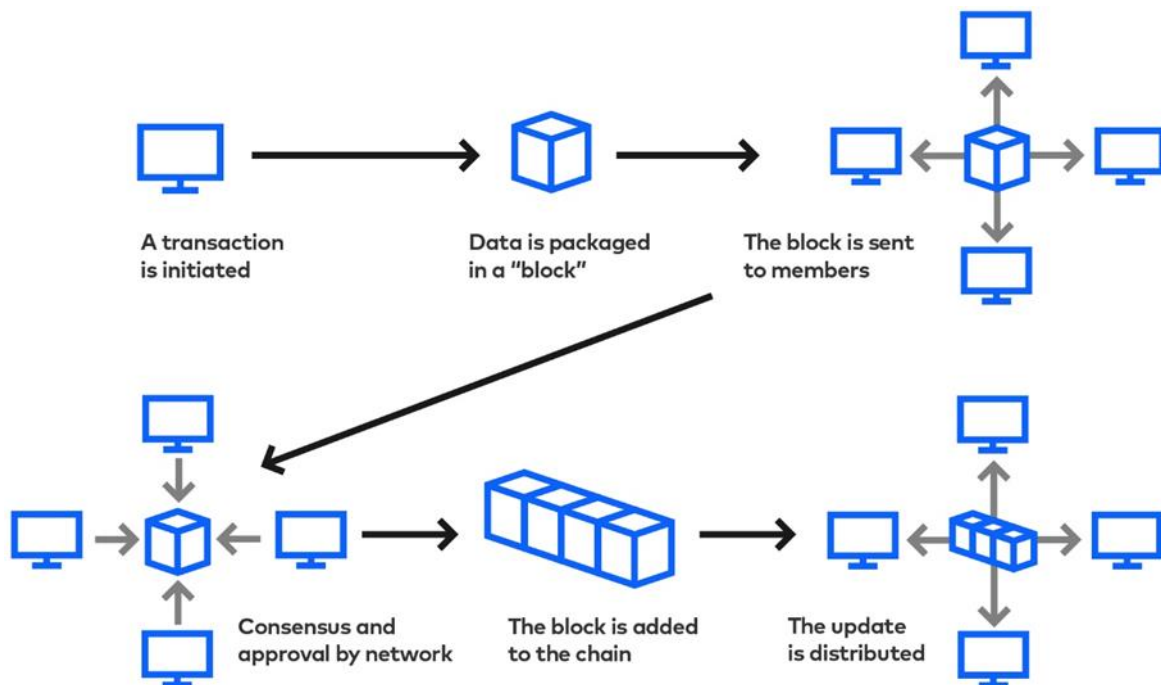 A transaction
is initiated
Data is packaged
in a “block”
The block is sent
to members
Consensus and
approval by network
The block is added
to the chain
The update
is distributed